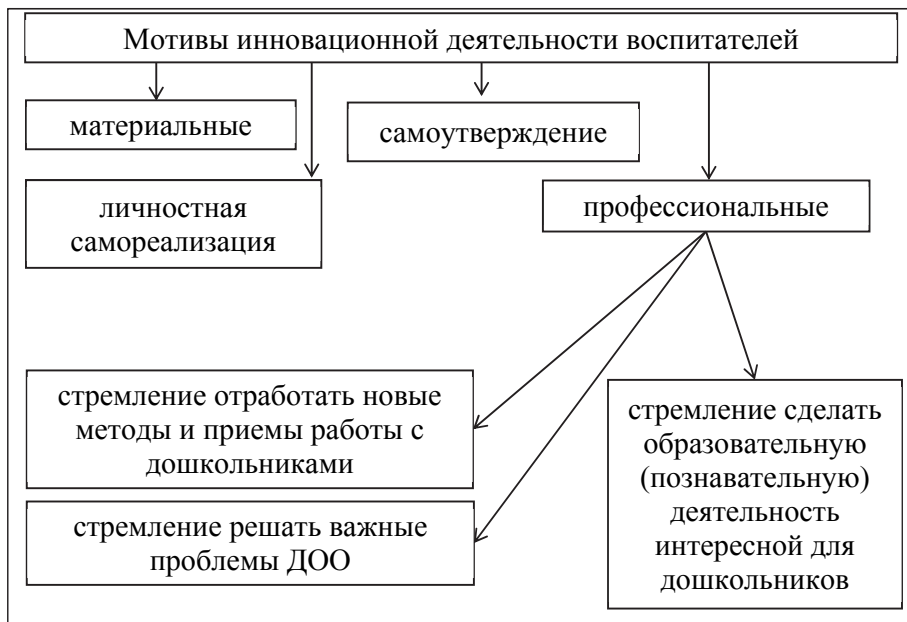 Мотивы инновационной деятельности воспитателей
материальные
самоутверждение
личностная
самореализация
профессиональные
стремление отработать новые
методы и приемы работы с
дошкольниками
стремление решать важные
проблемы ДОО
стремление сделать
образовательную
(познавательную)
деятельность
интересной для
дошкольников